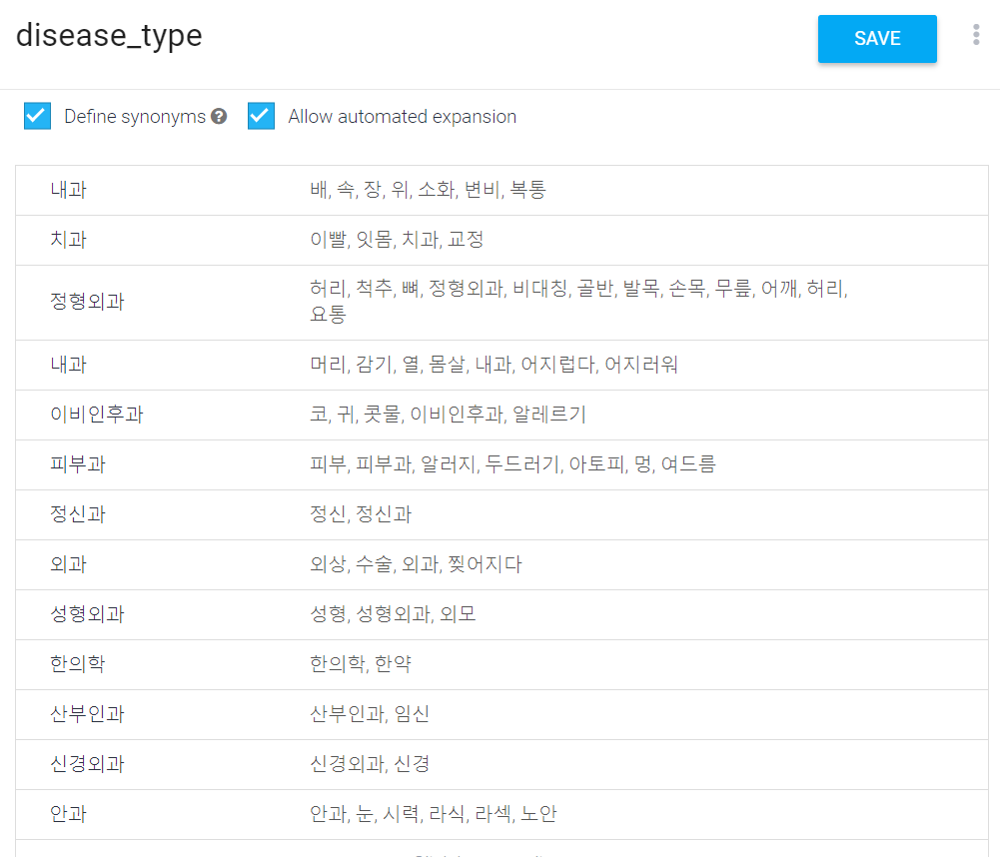 disease_type
SAVE
Define synonyms ?
Allow automated expansion
내과 배, 속, 장, 위, 소화, 변비, 복통
치과 이빨, 잇몸, 치과, 교정
정형외과 허리, 척추, 뼈, 정형외과, 비대칭, 골반, 발목, 손목, 무릎, 어깨, 허리,
요통
내과 머리, 감기, 열, 몸살, 내과, 어지럽다, 어지러워
이비인후과 코, 귀, 콧물, 이비인후과, 알레르기
피부과 피부, 피부과, 알러지, 두드러기, 아토피, 멍, 여드름
정신과 정신, 정신과
외과 외상, 수술, 외과, 찢어지다
성형외과 성형, 성형외과, 외모
한의학 한의학, 한약
산부인과 산부인과, 임신
신경외과 신경외과, 신경
안과 안과, 눈, 시력, 라식, 라섹, 노안